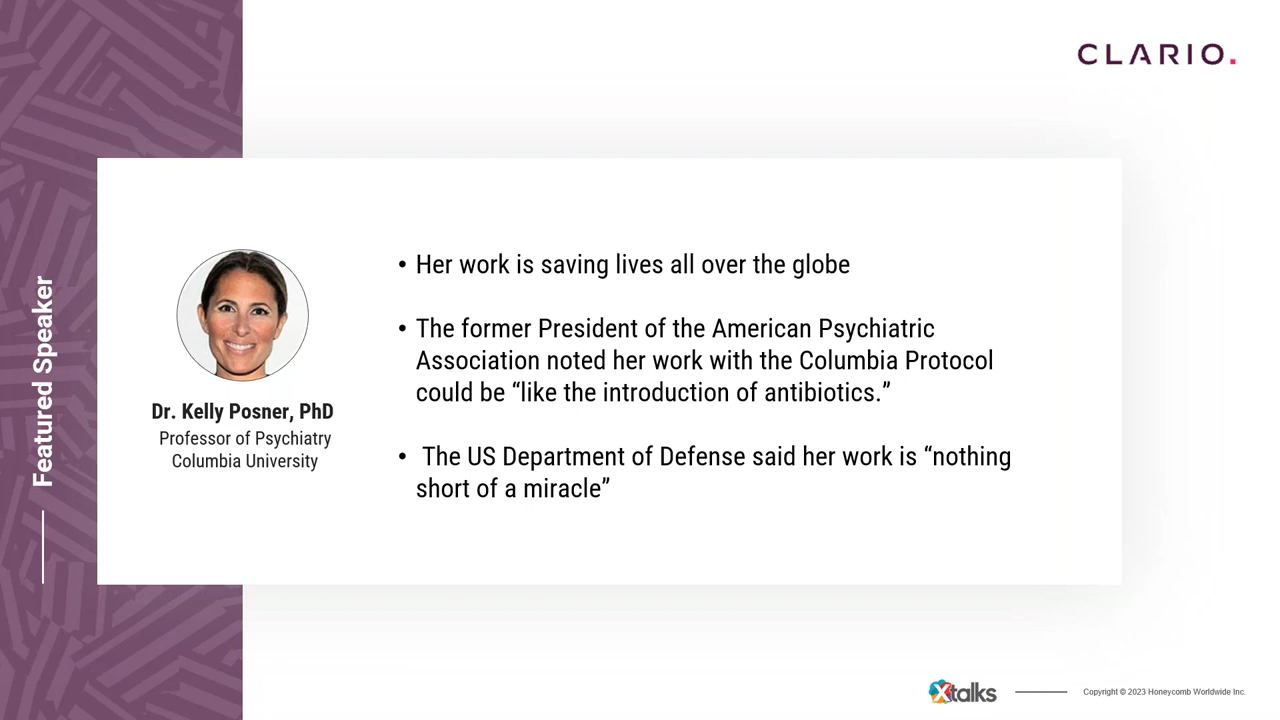 CLARIO.
Featured Speaker
Dr. Kelly Posner, PhD
Professor of Psychiatry
Columbia University
• Her work is saving lives all over the globe
• The former President of the American Psychiatric
Association noted her work with the Columbia Protocol
could be “like the introduction of antibiotics.”
• The US Department of Defense said her work is “nothing
short of a miracle”
Xtalks
Copyright © 2023 Honeycomb Worldwide Inc.